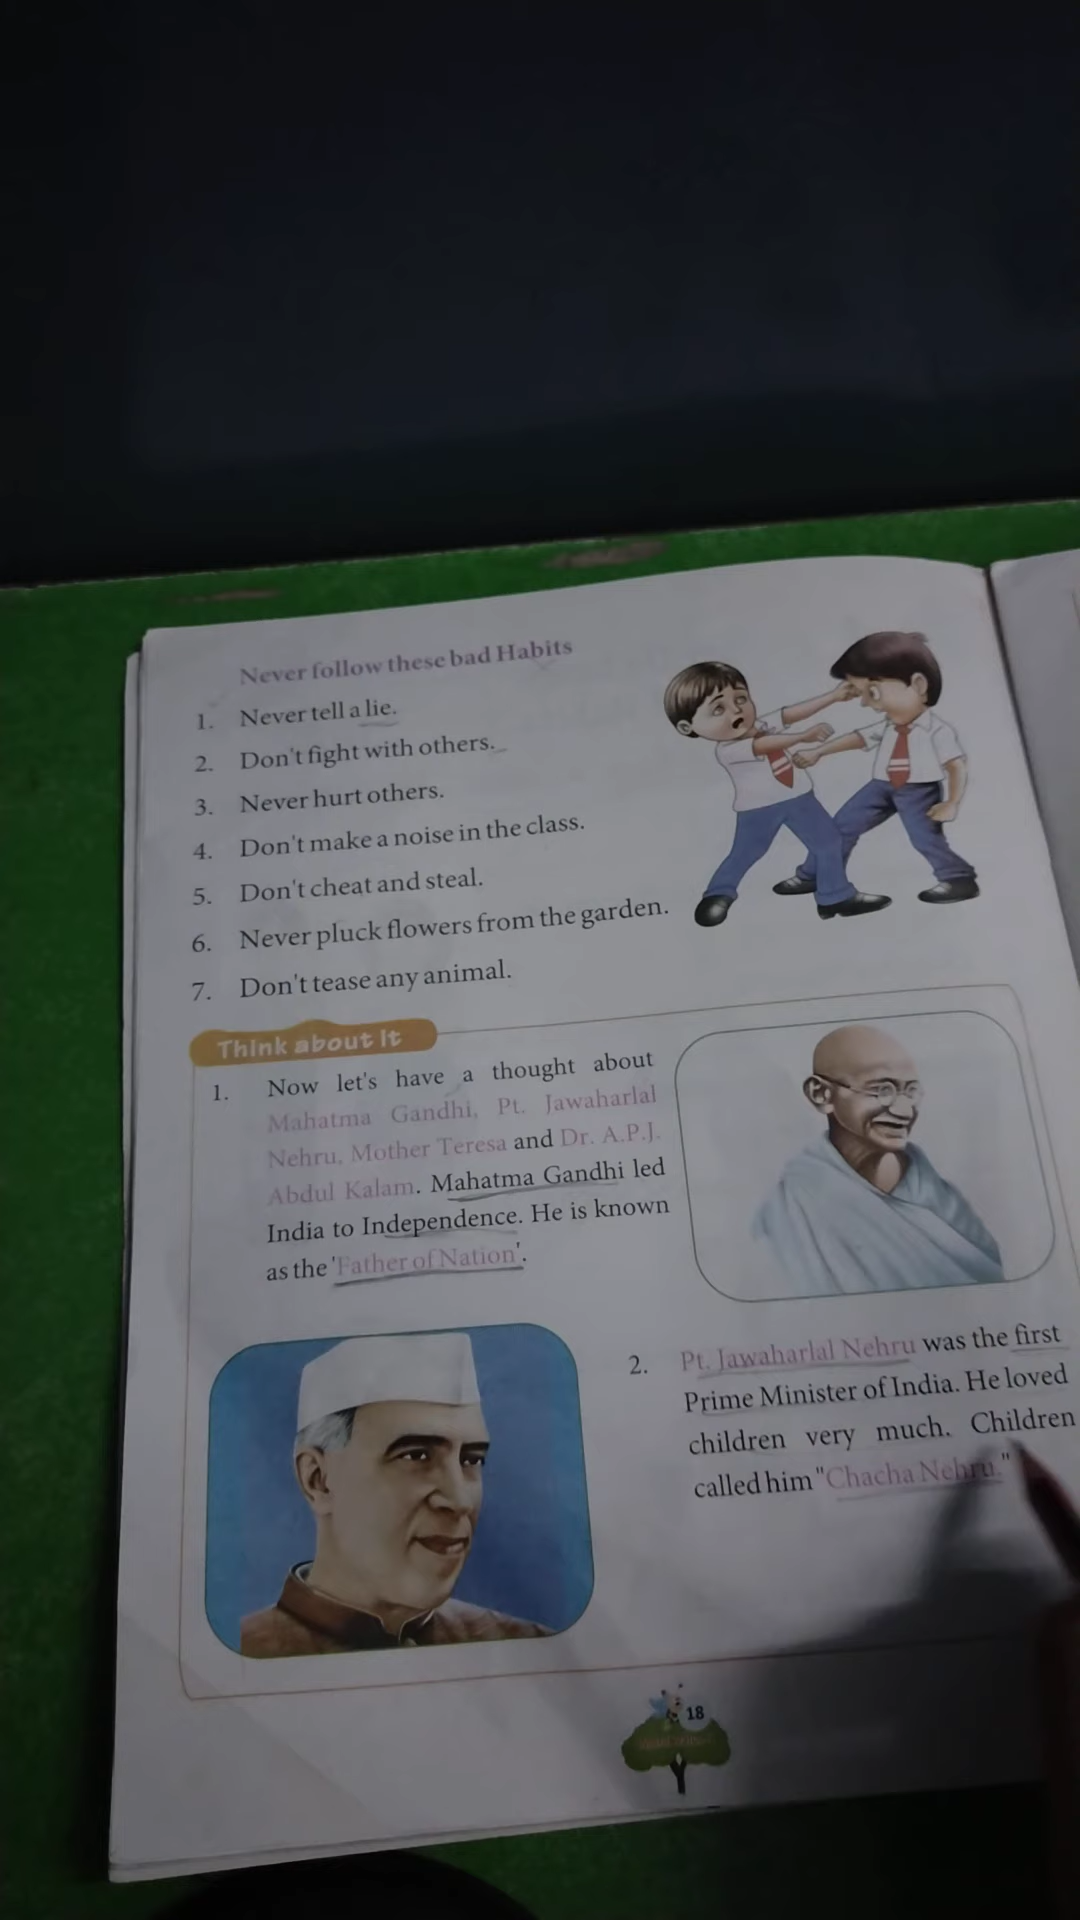 Never follow these bad Habits
1. Never tell a lie.
2. Don't fight with others.
3. Never hurt others.
4. Don't make a noise in the class.
5. Don't cheat and steal.
6. Never pluck flowers from the garden.
7. Don't tease any animal.
Think about it
1. Now let's have a thought about
Mahatma Gandhi, Pt. Jawaharlal
Nehru, Mother Teresa and Dr. A.P.J.
Abdul Kalam. Mahatma Gandhi led
India to Independence. He is known
as the 'Father of Nation'.
2. Pt. Jawaharlal Nehru was the first
Prime Minister of India. He loved
children very much. Children
called him "Chacha Nehru."
18